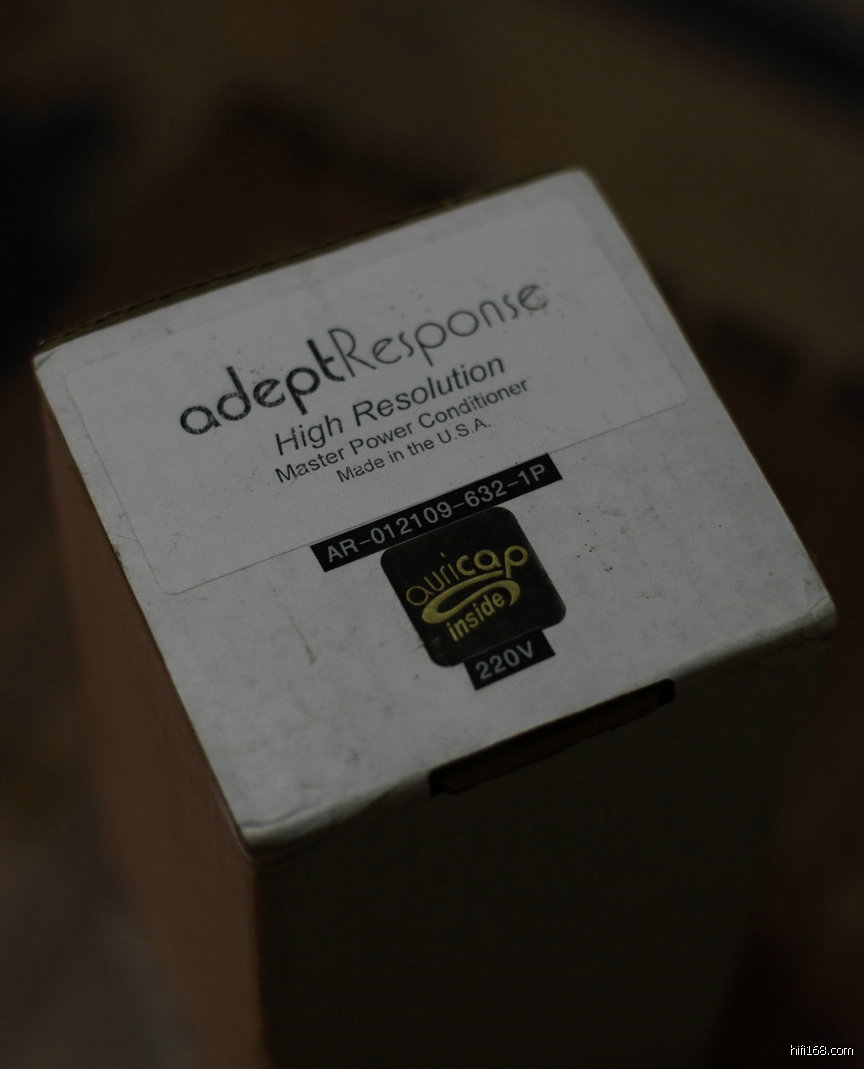 adeptResponse
High Resolution
Master Power Conditioner
Made in the U.S.A.
AR-012109-632-1P
auricap
inside
220V
hifi168.com